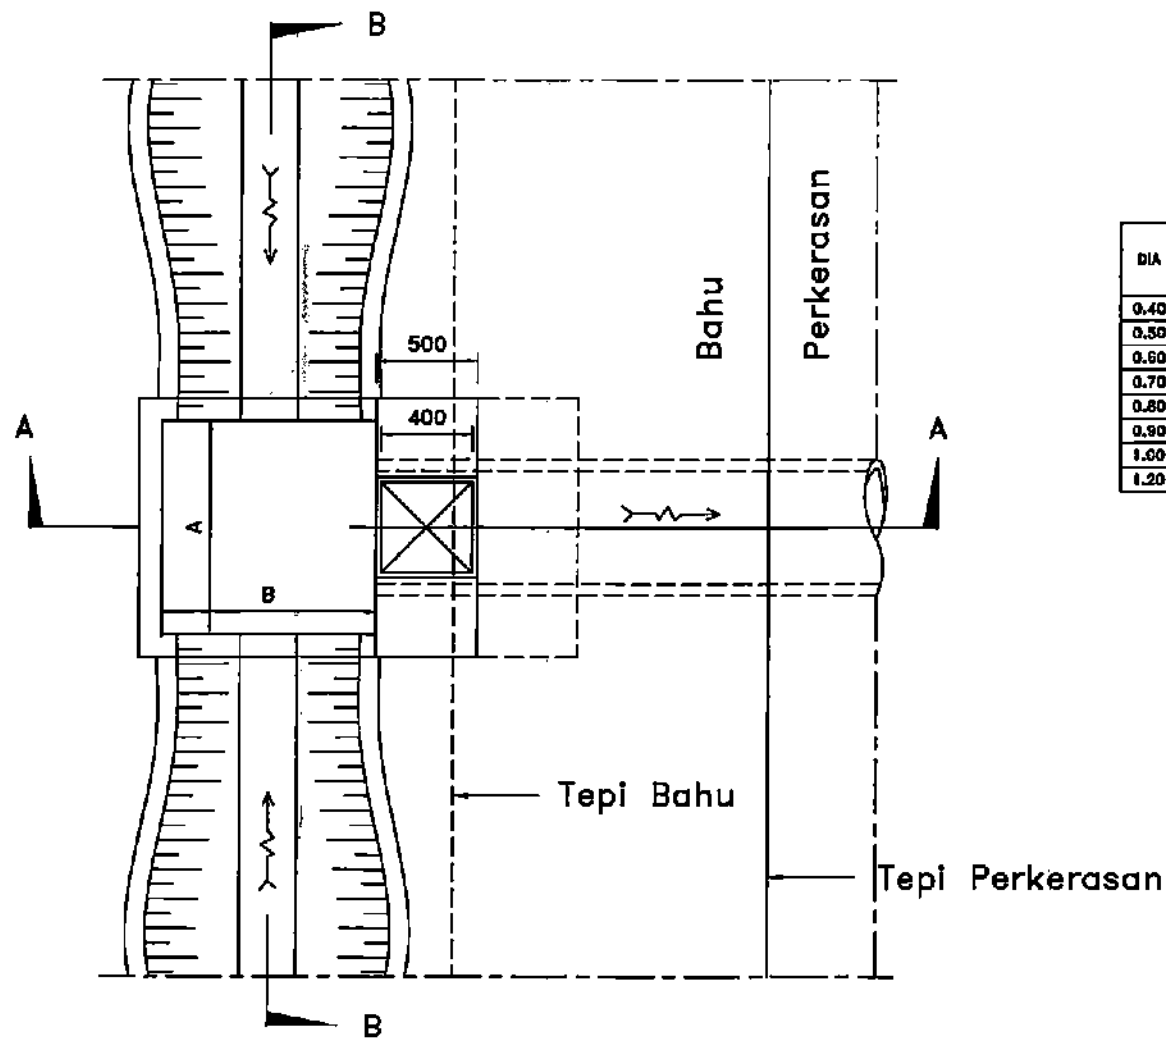 B
Bahu
Perkerasan
500
400
A
A
A
B
Tepi Bahu
Tepi Perkerasan
B
DIA
0.40
0.50
0.60
0.70
0.80
0.90
1.00
1.20